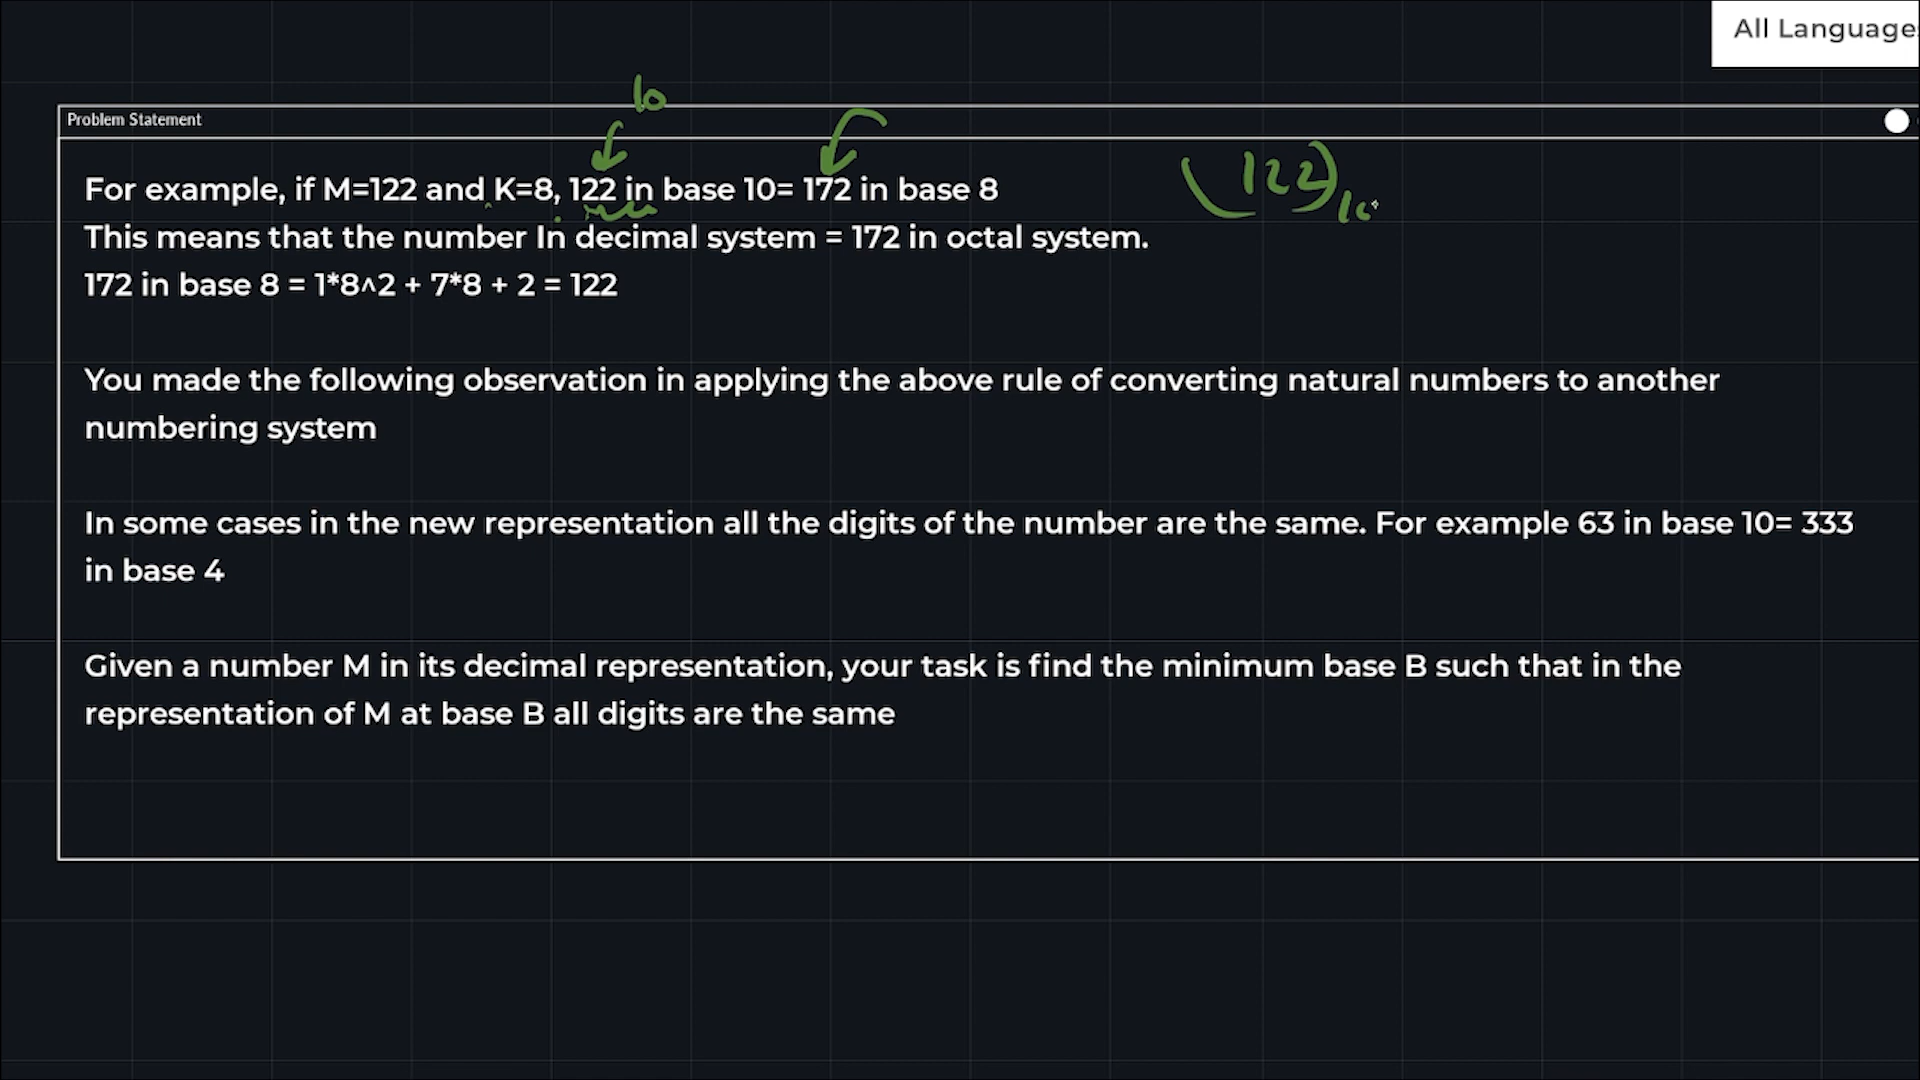 All Language
10
Problem Statement
For example, if M=122 and K=8, 122 in base 10= 172 in base 8
(122)10
This means that the number In decimal system = 172 in octal system.
172 in base 8 = 1*8^2 + 7*8 + 2 = 122
You made the following observation in applying the above rule of converting natural numbers to another
numbering system
In some cases in the new representation all the digits of the number are the same. For example 63 in base 10= 333
in base 4
Given a number M in its decimal representation, your task is find the minimum base B such that in the
representation of M at base B all digits are the same